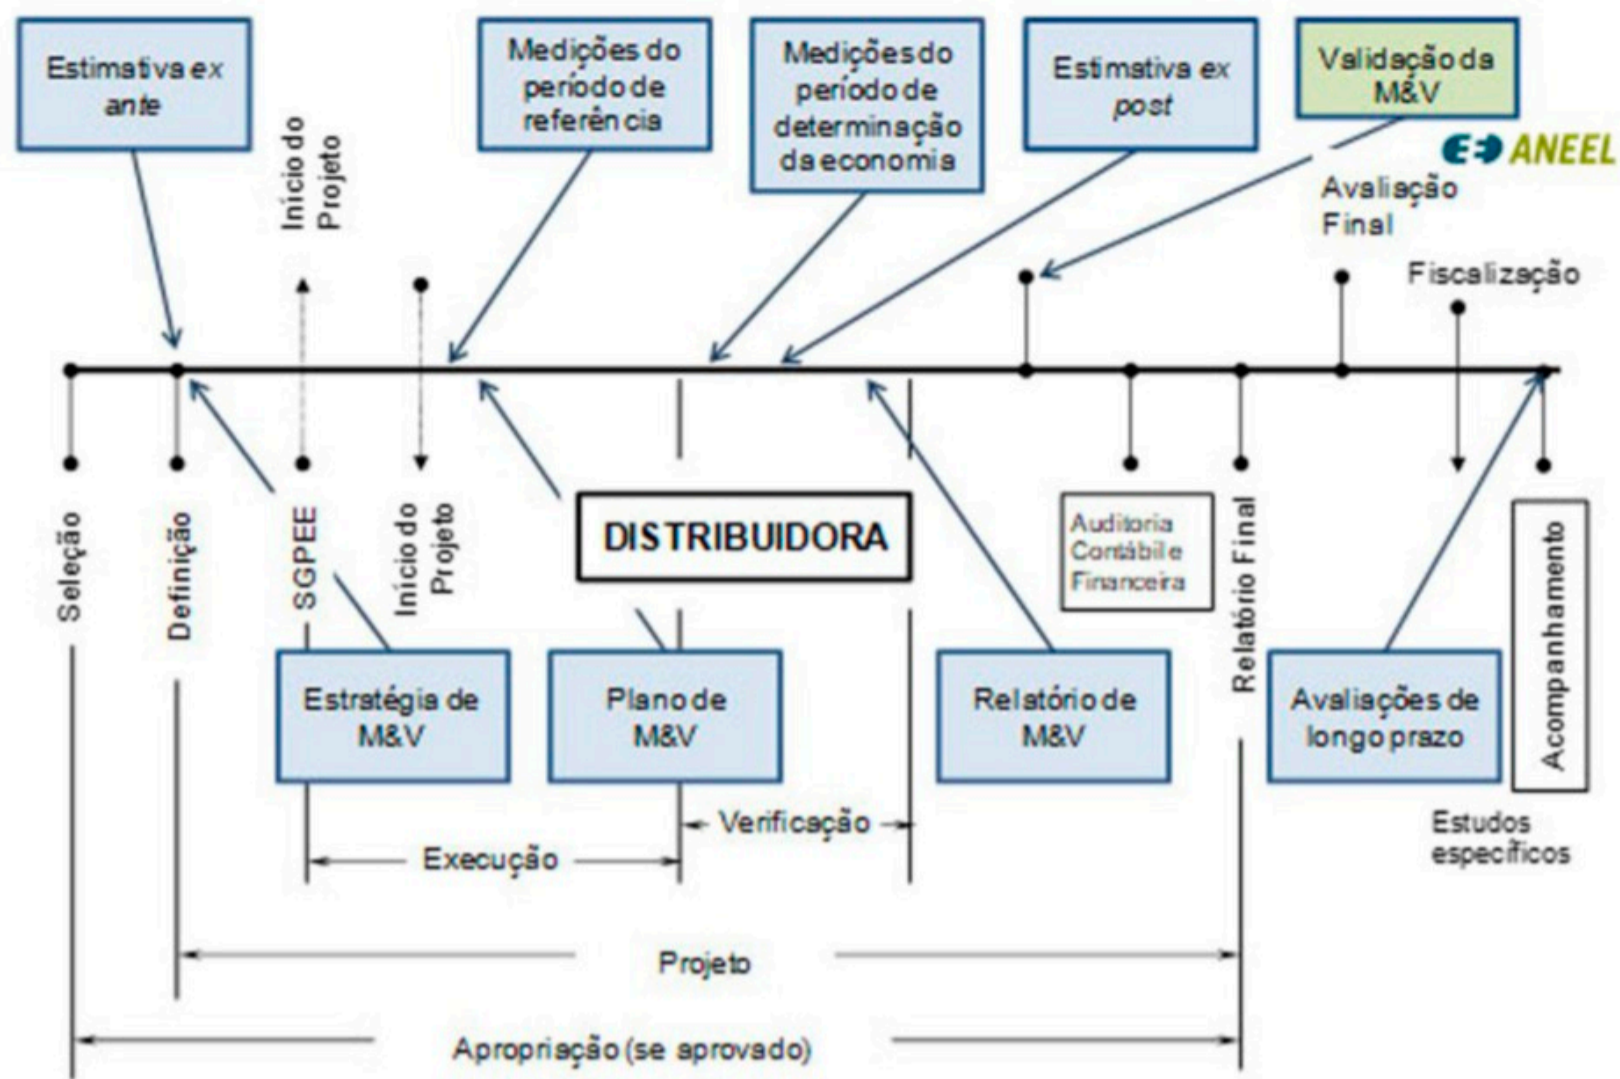 Estimativa ex
ante
Medições do
período de
referência
Medições do
período de
determinação
da economia
Estimativa ex
post
Validação da
M&V
ANEEL
Avaliação
Final
Fiscalização
Início do
Projeto
Seleção
Definição
SGPEE
Início do
Projeto
DISTRIBUIDORA
Auditoria
Contábil e
Financeira
Relatório Final
Acompanhamento
Estratégia de
M&V
Plano de
M&V
Relatório de
M&V
Avaliações de
longo prazo
Verificação
Execução
Estudos
específicos
Projeto
Apropriação (se aprovado)